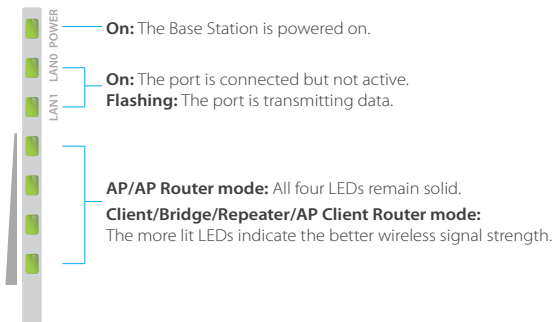 POWER
On: The Base Station is powered on.
LAN0
LAN1
On: The port is connected but not active.
Flashing: The port is transmitting data.
AP/AP Router mode: All four LEDs remain solid.
Client/Bridge/Repeater/AP Client Router mode:
The more lit LEDs indicate the better wireless signal strength.